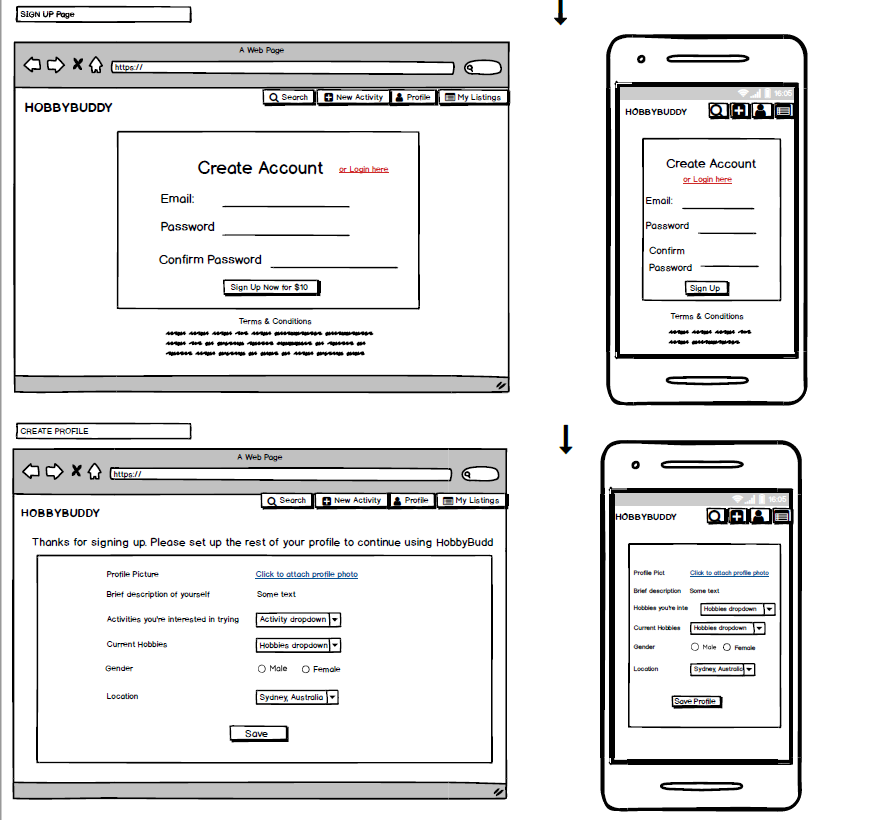 SIGN UP Page
A Web Page
https://
Search New Activity Profile My Listings
HOBBYBUDDY
Create Account or Login here
Email:
Password
Confirm Password
Sign Up Now for $10
Terms & Conditions
16:05
HOBBYBUDDY
Create Account
or Login here
Email:
Password
Confirm
Password
Sign Up
Terms & Conditions
CREATE PROFILE
A Web Page
https://
Search New Activity Profile My Listings
HOBBYBUDDY
Thanks for signing up. Please set up the rest of your profile to continue using HobbyBudd
Profile Picture Click to attach profile photo
Brief description of yourself Some text
Activities you're interested in trying Activity dropdown
Current Hobbies Hobbies dropdown
Gender Male Female
Location Sydney, Australia
Save
16:05
HOBBYBUDDY
Profile Pict Click to attach profile photo
Brief description Some text
Hobbies you're inte Hobbies dropdown
Current Hobbies Hobbies dropdown
Gender Male Female
Location Sydney, Australia
Save Profile